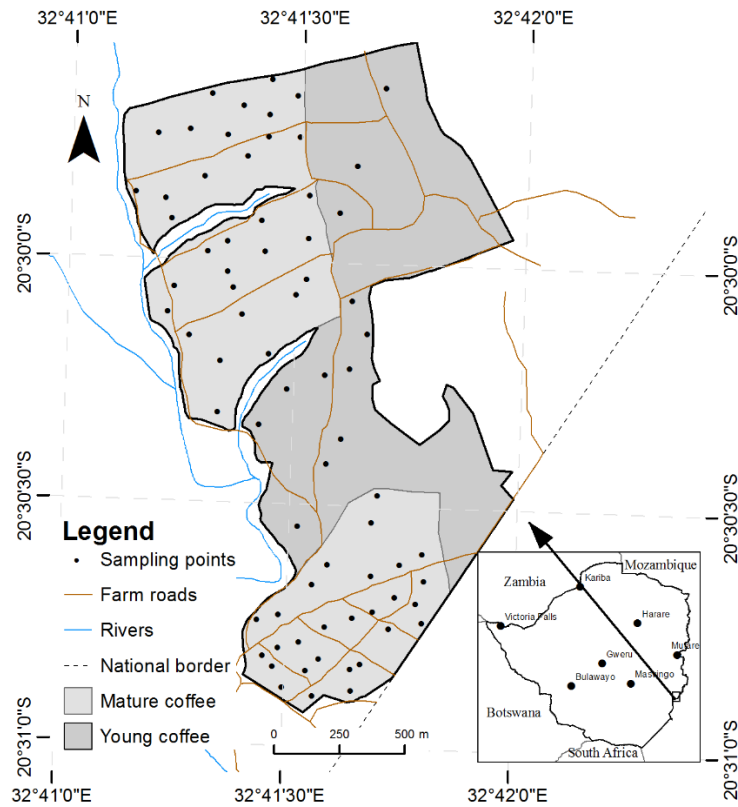 32°41'0"E
32°41'30"E
32°42'0"E
N
20°30'0"S
20°30'0"S
20°30'30"S
20°30'30"S
Legend
Sampling points
Farm roads
Rivers
National border
Mature coffee
Young coffee
0 250 500 m
Zambia
Mozambique
Kariba
Victoria Falls
Harare
Mutare
Gweru
Bulawayo
Masvingo
Botswana
South Africa
20°31'0"S
20°31'0"S
32°41'0"E
32°41'30"E
32°42'0"E